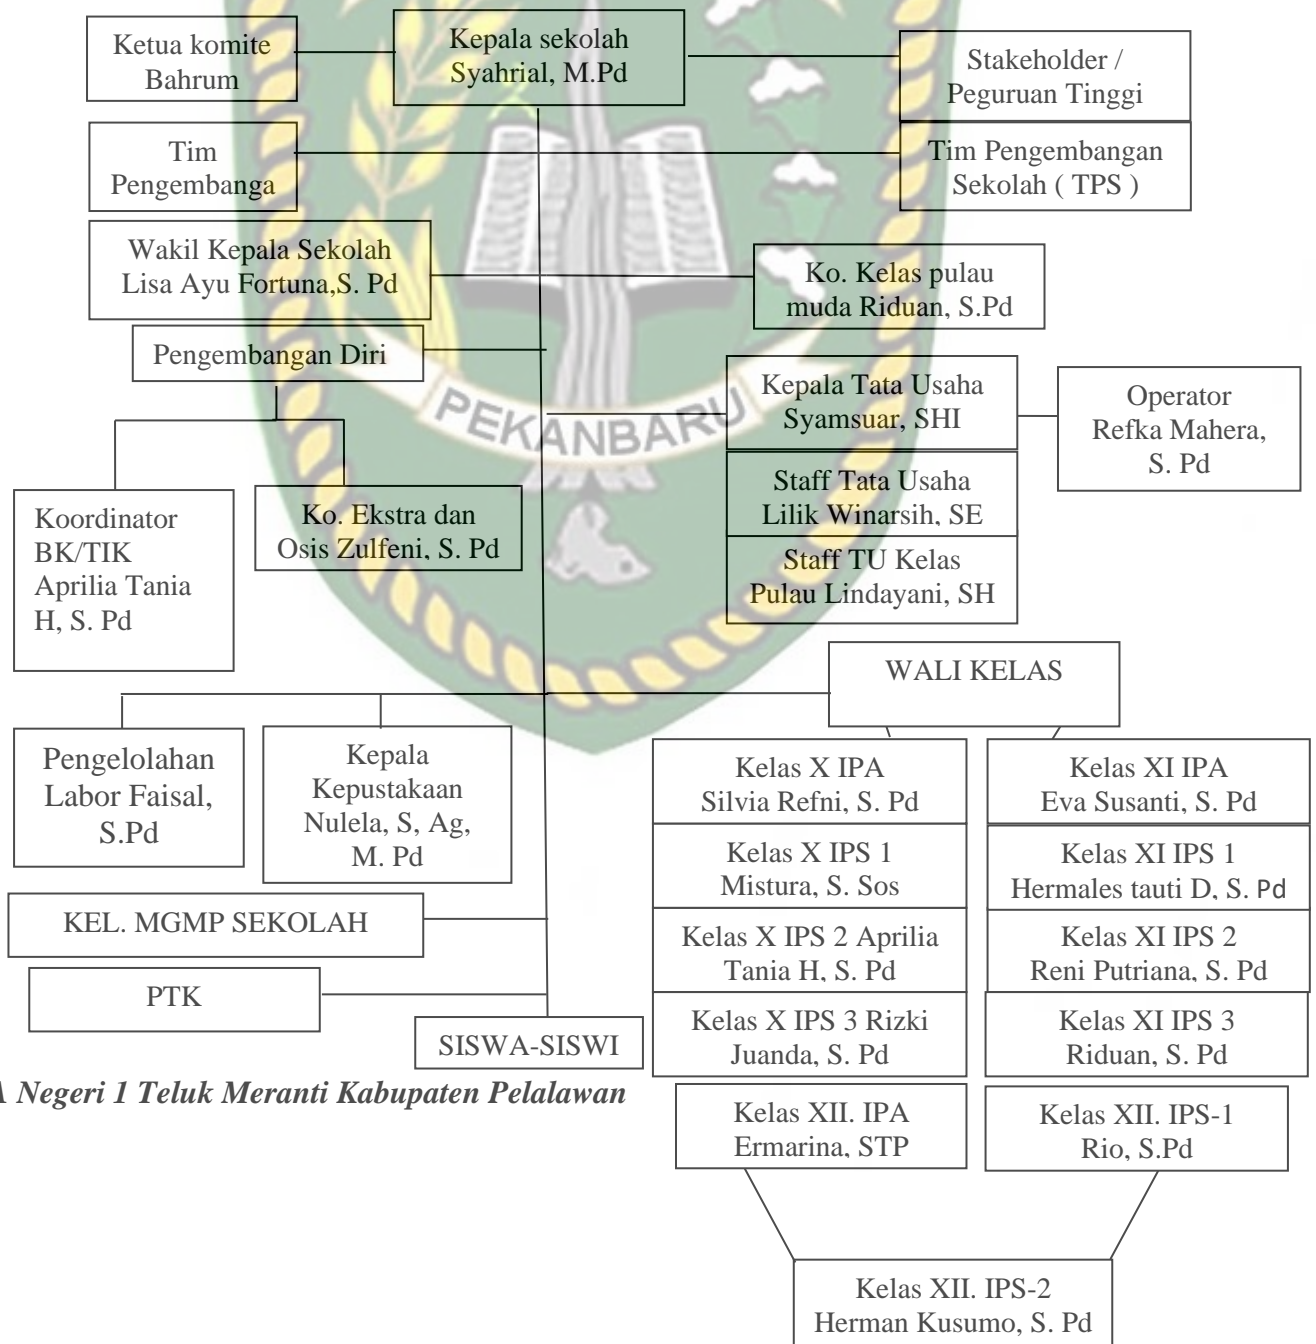 Ketua komite
Bahrum
Kepala sekolah
Syahrial, M.Pd
Stakeholder /
Peguruan Tinggi
Tim
Pengembanga
Tim Pengembangan
Sekolah ( TPS )
Wakil Kepala Sekolah
Lisa Ayu Fortuna,S. Pd
Ko. Kelas pulau
muda Riduan, S.Pd
Pengembangan Diri
Kepala Tata Usaha
Syamsuar, SHI
Operator
Refka Mahera,
S. Pd
PEKANBARU
Staff Tata Usaha
Lilik Winarsih, SE
Staff TU Kelas
Pulau Lindayani, SH
Koordinator
BK/TIK
Aprilia Tania
H, S. Pd
Ko. Ekstra dan
Osis Zulfeni, S. Pd
WALI KELAS
Pengelolahan
Labor Faisal,
S.Pd
Kepala
Kepustakaan
Nulela, S, Ag,
M. Pd
Kelas X IPA
Silvia Refni, S. Pd
Kelas XI IPA
Eva Susanti, S. Pd
Kelas X IPS 1
Mistura, S. Sos
Kelas XI IPS 1
Hermales tauti D, S. Pd
KEL. MGMP SEKOLAH
Kelas X IPS 2 Aprilia
Tania H, S. Pd
Kelas XI IPS 2
Reni Putriana, S. Pd
PTK
Kelas X IPS 3 Rizki
Juanda, S. Pd
Kelas XI IPS 3
Riduan, S. Pd
SISWA-SISWI
A Negeri 1 Teluk Meranti Kabupaten Pelalawan
Kelas XII. IPA
Ermarina, STP
Kelas XII. IPS-1
Rio, S.Pd
Kelas XII. IPS-2
Herman Kusumo, S. Pd